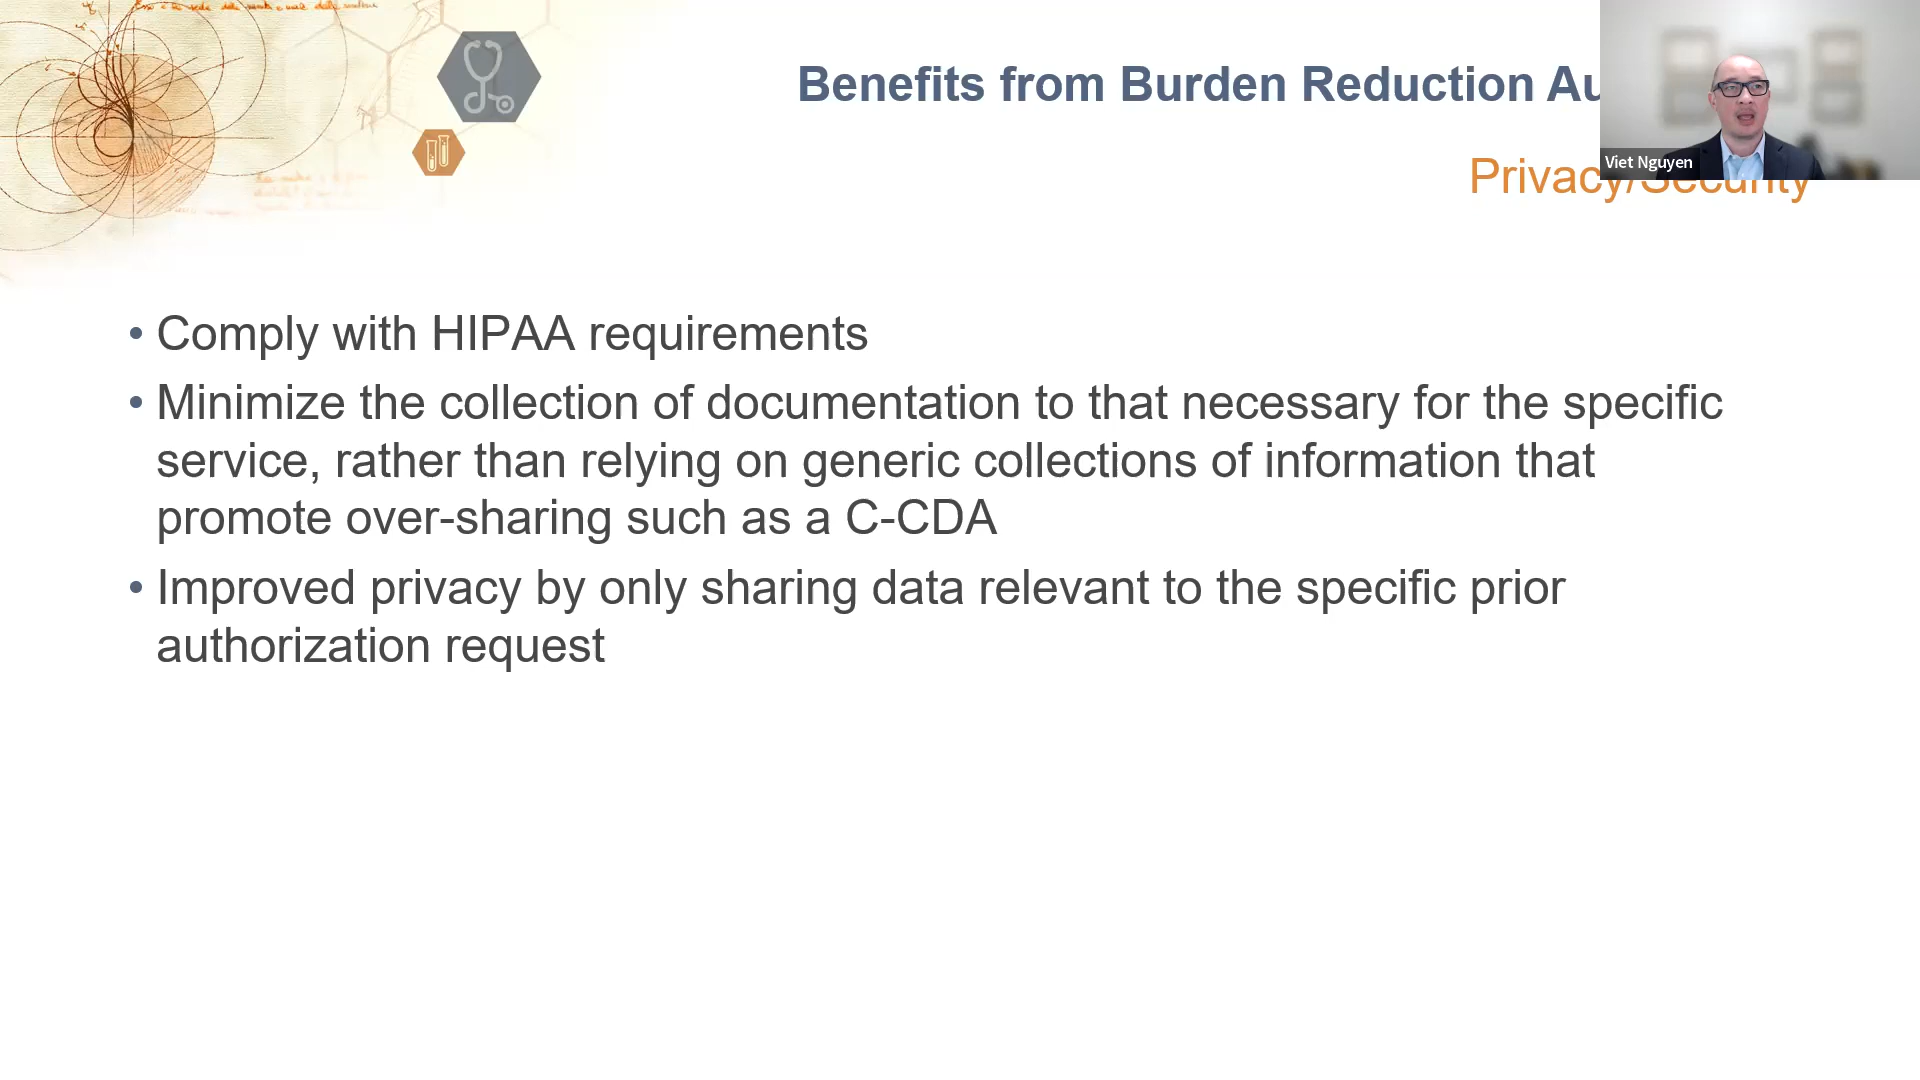 Benefits from Burden Reduction
Viet Nguyen
Privacy/Security
• Comply with HIPAA requirements
• Minimize the collection of documentation to that necessary for the specific
service, rather than relying on generic collections of information that
promote over-sharing such as a C-CDA
• Improved privacy by only sharing data relevant to the specific prior
authorization request